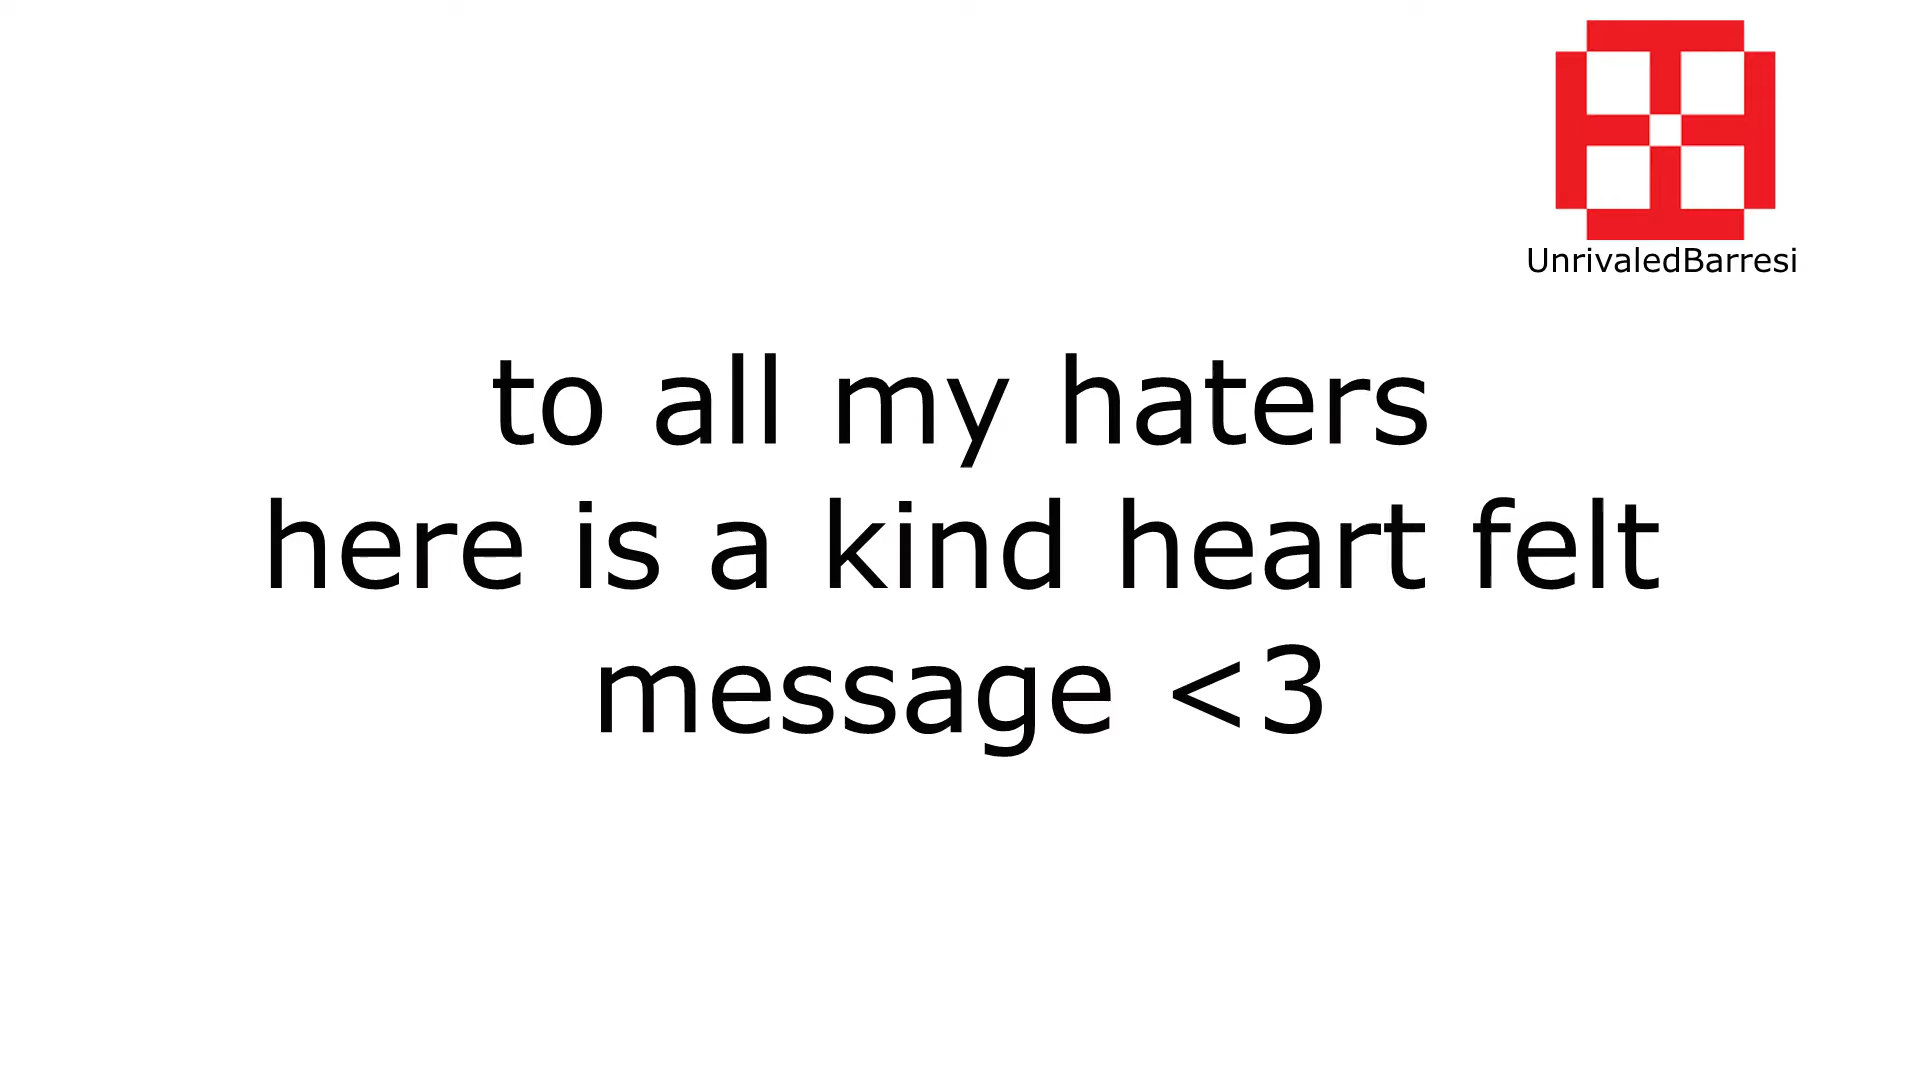 UnrivaledBarresi
to all my haters
here is a kind heart felt
message <3